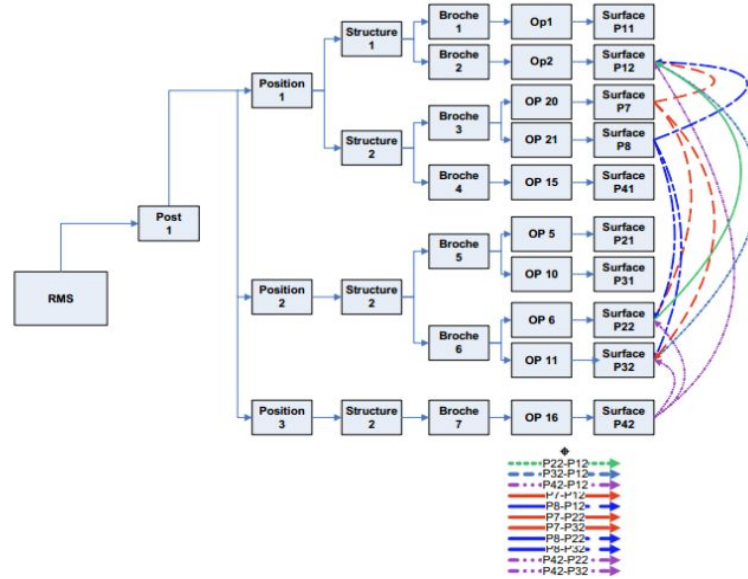 Broche
1
Op1
Surface
P11
Structure
1
Broche
2
Op2
Surface
P12
Position
1
OP 20
Surface
P7
Broche
3
OP 21
Surface
P8
Structure
2
Broche
4
OP 15
Surface
P41
Post
1
OP 5
Surface
P21
Broche
5
OP 10
Surface
P31
RMS
Position
2
Structure
2
OP 6
Surface
P22
Broche
6
OP 11
Surface
P32
Position
3
Structure
2
Broche
7
OP 16
Surface
P42
P22-P12
P32-P12
P42-P12
P7-P12
P8-P12
P7-P22
P7-P32
P8-P22
P8-P32
P42-P22
P42-P32